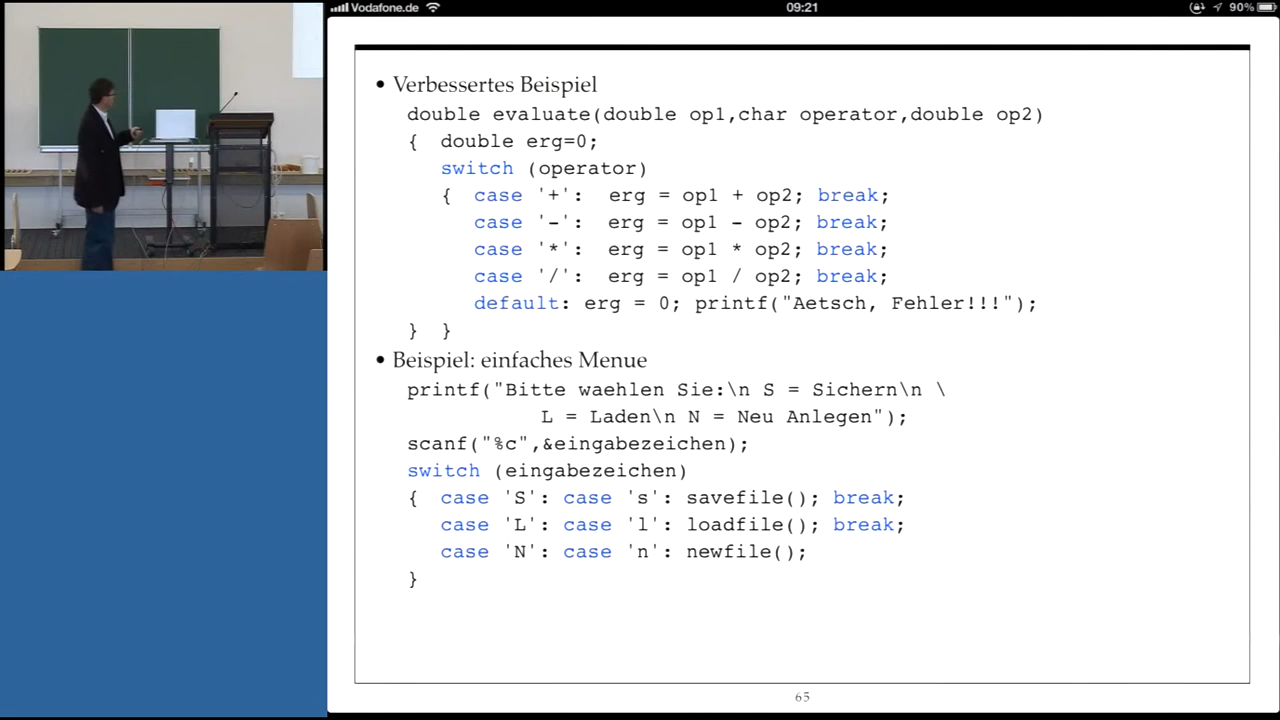 Vodafone.de
09:21
90%
• Verbessertes Beispiel
double evaluate(double op1,char operator,double op2)
{ double erg=0;
switch (operator)
{ case '+': erg = op1 + op2; break;
case '-': erg = op1 - op2; break;
case '*': erg = op1 * op2; break;
case '/': erg = op1 / op2; break;
default: erg = 0; printf("Aetsch, Fehler!!!");
} }
• Beispiel: einfaches Menue
printf("Bitte waehlen Sie:\n S = Sichern\n \
L = Laden\n N = Neu Anlegen");
scanf("%c",&eingabezeichen);
switch (eingabezeichen)
{ case 'S': case 's': savefile(); break;
case 'L': case 'l': loadfile(); break;
case 'N': case 'n': newfile();
}
65